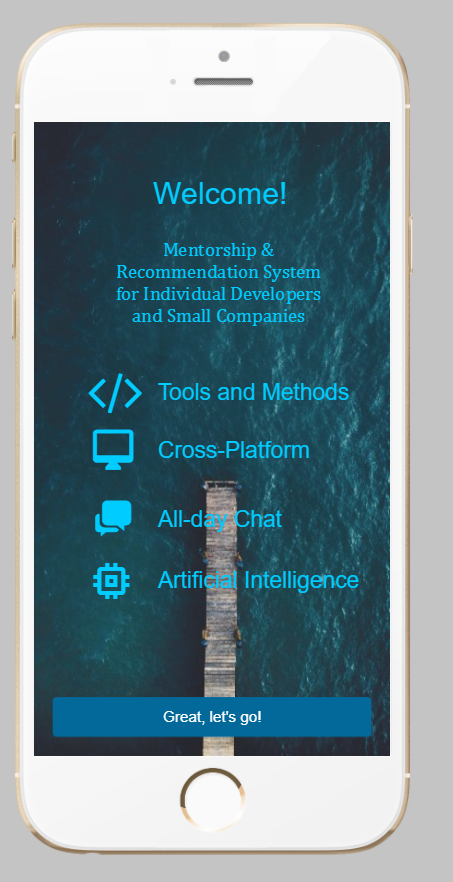 Welcome!
Mentorship &
Recommendation System
for Individual Developers
and Small Companies
Tools and Methods
Cross-Platform
All-day Chat
Artificial Intelligence
Great, let's go!